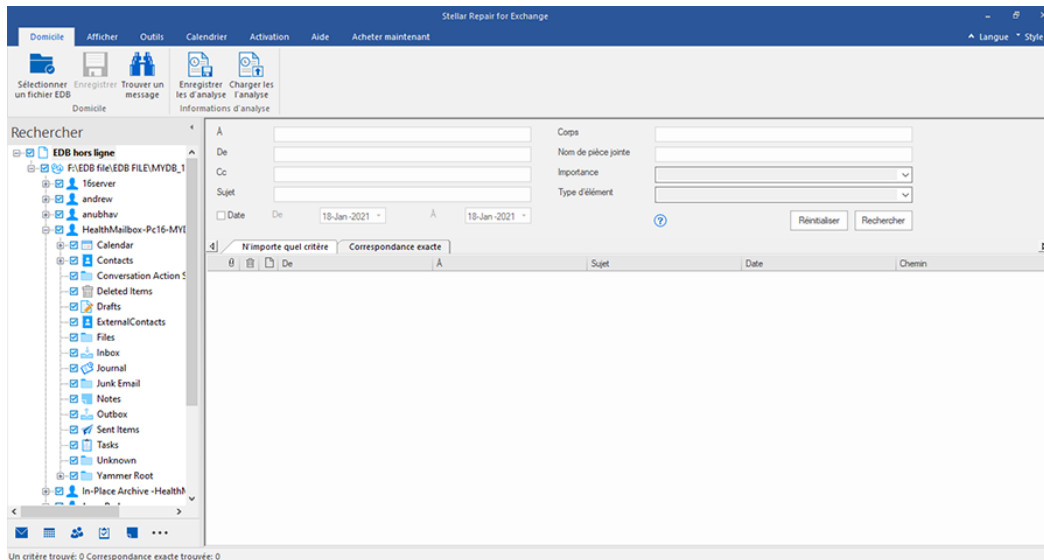 Stellar Repair for Exchange
Domicile Afficher Outils Calendrier Activation Aide Acheter maintenant Langue Style
Sélectionner un fichier EDB
Enregistrer
Trouver un message
Enregistrer les d'analyse
Charger les l'analyse
Domicile
Informations d'analyse
Rechercher
EDB hors ligne
F:\EDB file\EDB FILE\MYDB_1
16server
andrew
anubhav
HealthMailbox-Pc16-MYI
Calendar
Contacts
Conversation Action S
Deleted Items
Drafts
ExternalContacts
Files
Inbox
Journal
Junk Email
Notes
Outbox
Sent Items
Tasks
Unknown
Yammer Root
In-Place Archive -HealthM
À
De
Cc
Sujet
Date De 18-Jan-2021 À 18-Jan-2021
Corps
Nom de pièce jointe
Importance
Type d'élément
Réinitialiser Rechercher
N'importe quel critère Correspondance exacte
De À Sujet Date Chemin
Un critère trouvé: 0 Correspondance exacte trouvée: 0